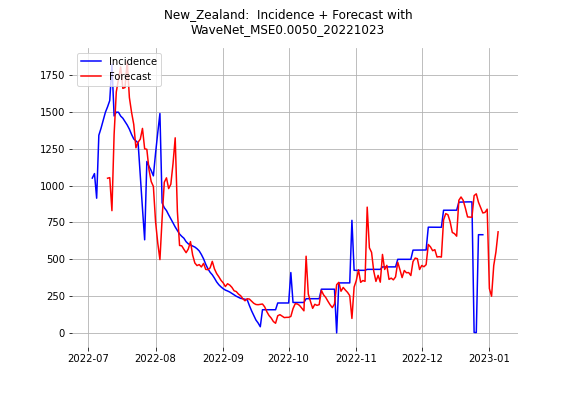 New_Zealand:  Incidence + Forecast with
WaveNet_MSE0.0050_20221023
Incidence
Forecast
1750
1500
1250
1000
750
500
250
0
2022-07 2022-08 2022-09 2022-10 2022-11 2022-12 2023-01